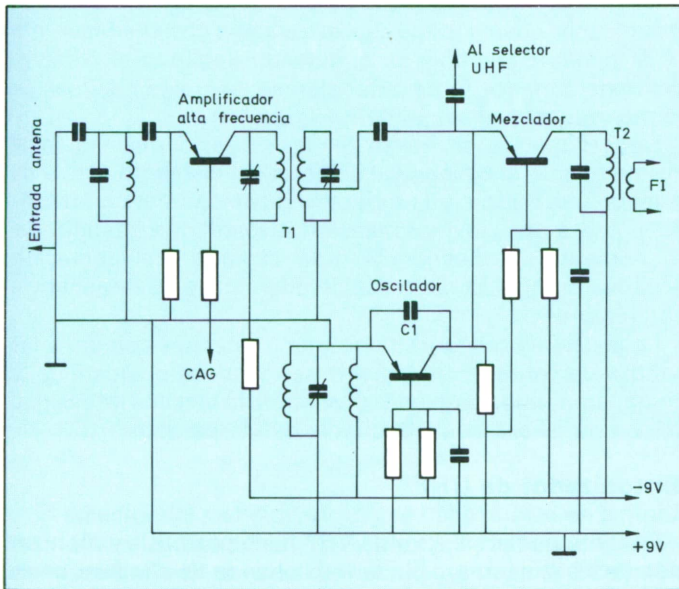 Al selector
UHF
Amplificador
alta frecuencia
Mezclador
T2
Entrada antena
FI
T1
Oscilador
C1
CAG
-9V
+9V